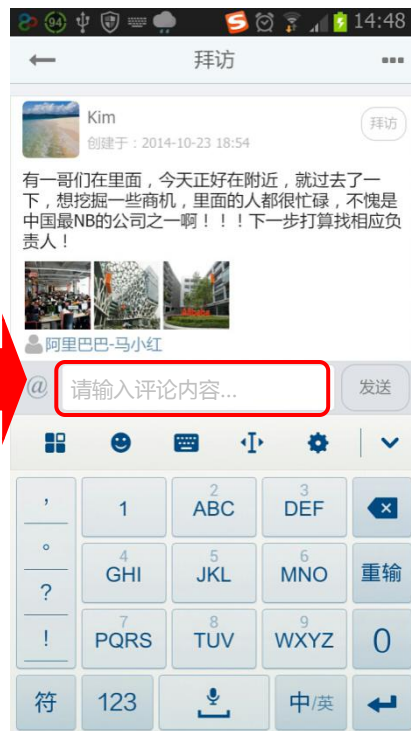 94 14:48
拜访
Kim
拜访
创建于：2014-10-23 18:54
有一哥们在里面，今天正好在附近，就过去了一
下，想挖掘一些商机，里面的人都很忙碌，不愧是
中国最NB的公司之一啊！！！下一步打算找相应负
责人！
阿里巴巴-马小红
@ 请输入评论内容... 发送
， 1 2 ABC 3 DEF
。 4 GHI 5 JKL 6 MNO 重输
？
！ 7 PQRS 8 TUV 9 WXYZ 0
符 123 中/英